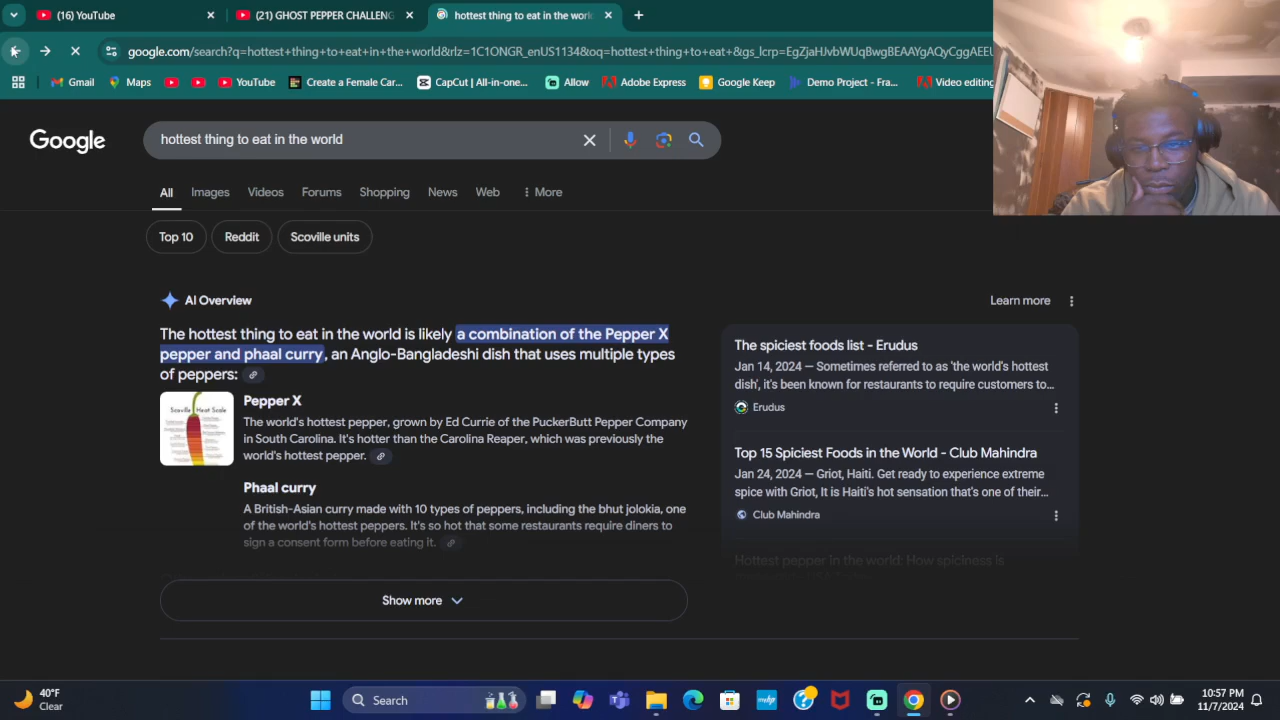 (16) YouTube
(21) GHOST PEPPER CHALLENG
hottest thing to eat in the worl
google.com/search?q=hottest+thing+to+eat+in+the+world&rlz=1C1ONGR_enUS1134&oq=hottest+thing+to+eat+&gs_lcrp=EgZjaHJvbWUqBwgBEAAYgAQyCggAEEU
Gmail
Maps
YouTube
Create a Female Car...
CapCut | All-in-one...
Allow
Adobe Express
Google Keep
Demo Project - Fra...
Video editing
Google
hottest thing to eat in the world
All
Images
Videos
Forums
Shopping
News
Web
More
Top 10
Reddit
Scoville units
AI Overview
Learn more
The hottest thing to eat in the world is likely a combination of the Pepper X
pepper and phaal curry, an Anglo-Bangladeshi dish that uses multiple types
of peppers:
Scoville Heat Scale
Pepper X
The world's hottest pepper, grown by Ed Currie of the PuckerButt Pepper Company
in South Carolina. It's hotter than the Carolina Reaper, which was previously the
world's hottest pepper.
Phaal curry
A British-Asian curry made with 10 types of peppers, including the bhut jolokia, one
of the world's hottest peppers. It's so hot that some restaurants require diners to
sign a consent form before eating it.
Show more
The spiciest foods list - Erudus
Jan 14, 2024 — Sometimes referred to as 'the world's hottest
dish', it's been known for restaurants to require customers to...
Erudus
Top 15 Spiciest Foods in the World - Club Mahindra
Jan 24, 2024 — Griot, Haiti. Get ready to experience extreme
spice with Griot, It is Haiti's hot sensation that's one of their...
Club Mahindra
Hottest pepper in the world: How spiciness is
40°F
Clear
Search
10:57 PM
11/7/2024